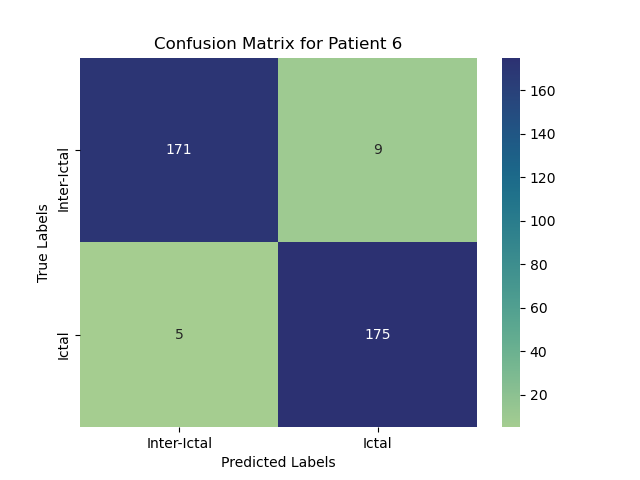 Confusion Matrix for Patient 6
True Labels
Inter-Ictal
Ictal
171
9
5
175
Inter-Ictal
Ictal
Predicted Labels
160
140
120
100
80
60
40
20